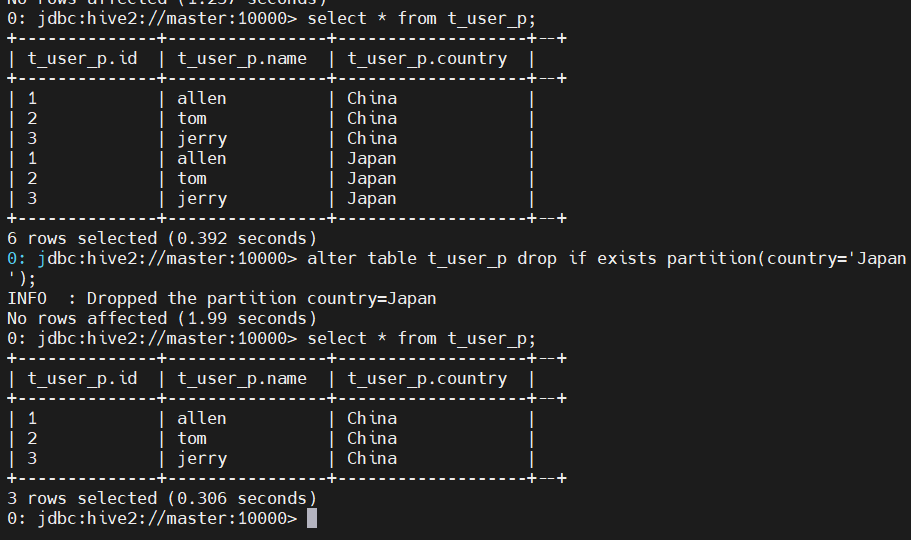 No rows affected (1.257 seconds)
0: jdbc:hive2://master:10000> select * from t_user_p;
+--------------+-----------------+--------------------+--+
| t_user_p.id  | t_user_p.name  | t_user_p.country  |
+--------------+-----------------+--------------------+--+
| 1            | allen          | China             |
| 2            | tom            | China             |
| 3            | jerry          | China             |
| 1            | allen          | Japan             |
| 2            | tom            | Japan             |
| 3            | jerry          | Japan             |
+--------------+-----------------+--------------------+--+
6 rows selected (0.392 seconds)
0: jdbc:hive2://master:10000> alter table t_user_p drop if exists partition(country='Japan
');
INFO  : Dropped the partition country=Japan
No rows affected (1.99 seconds)
0: jdbc:hive2://master:10000> select * from t_user_p;
+--------------+-----------------+--------------------+--+
| t_user_p.id  | t_user_p.name  | t_user_p.country  |
+--------------+-----------------+--------------------+--+
| 1            | allen          | China             |
| 2            | tom            | China             |
| 3            | jerry          | China             |
+--------------+-----------------+--------------------+--+
3 rows selected (0.306 seconds)
0: jdbc:hive2://master:10000>